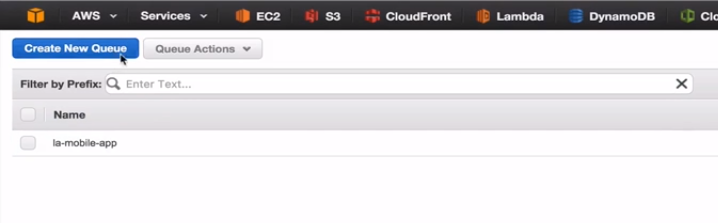 AWS Services EC2 S3 CloudFront Lambda DynamoDB
Create New Queue Queue Actions
Filter by Prefix: Enter Text...
Name
la-mobile-app